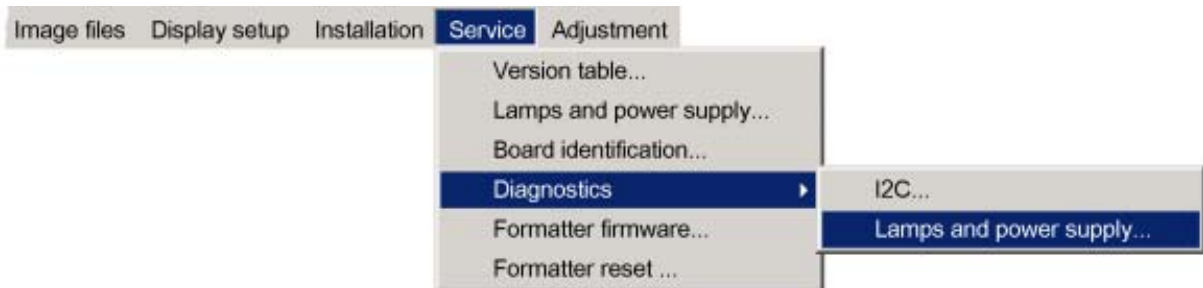 Image files Display setup Installation Service Adjustment
Version table...
Lamps and power supply...
Board identification...
Diagnostics
I2C...
Lamps and power supply...
Formatter firmware...
Formatter reset ...